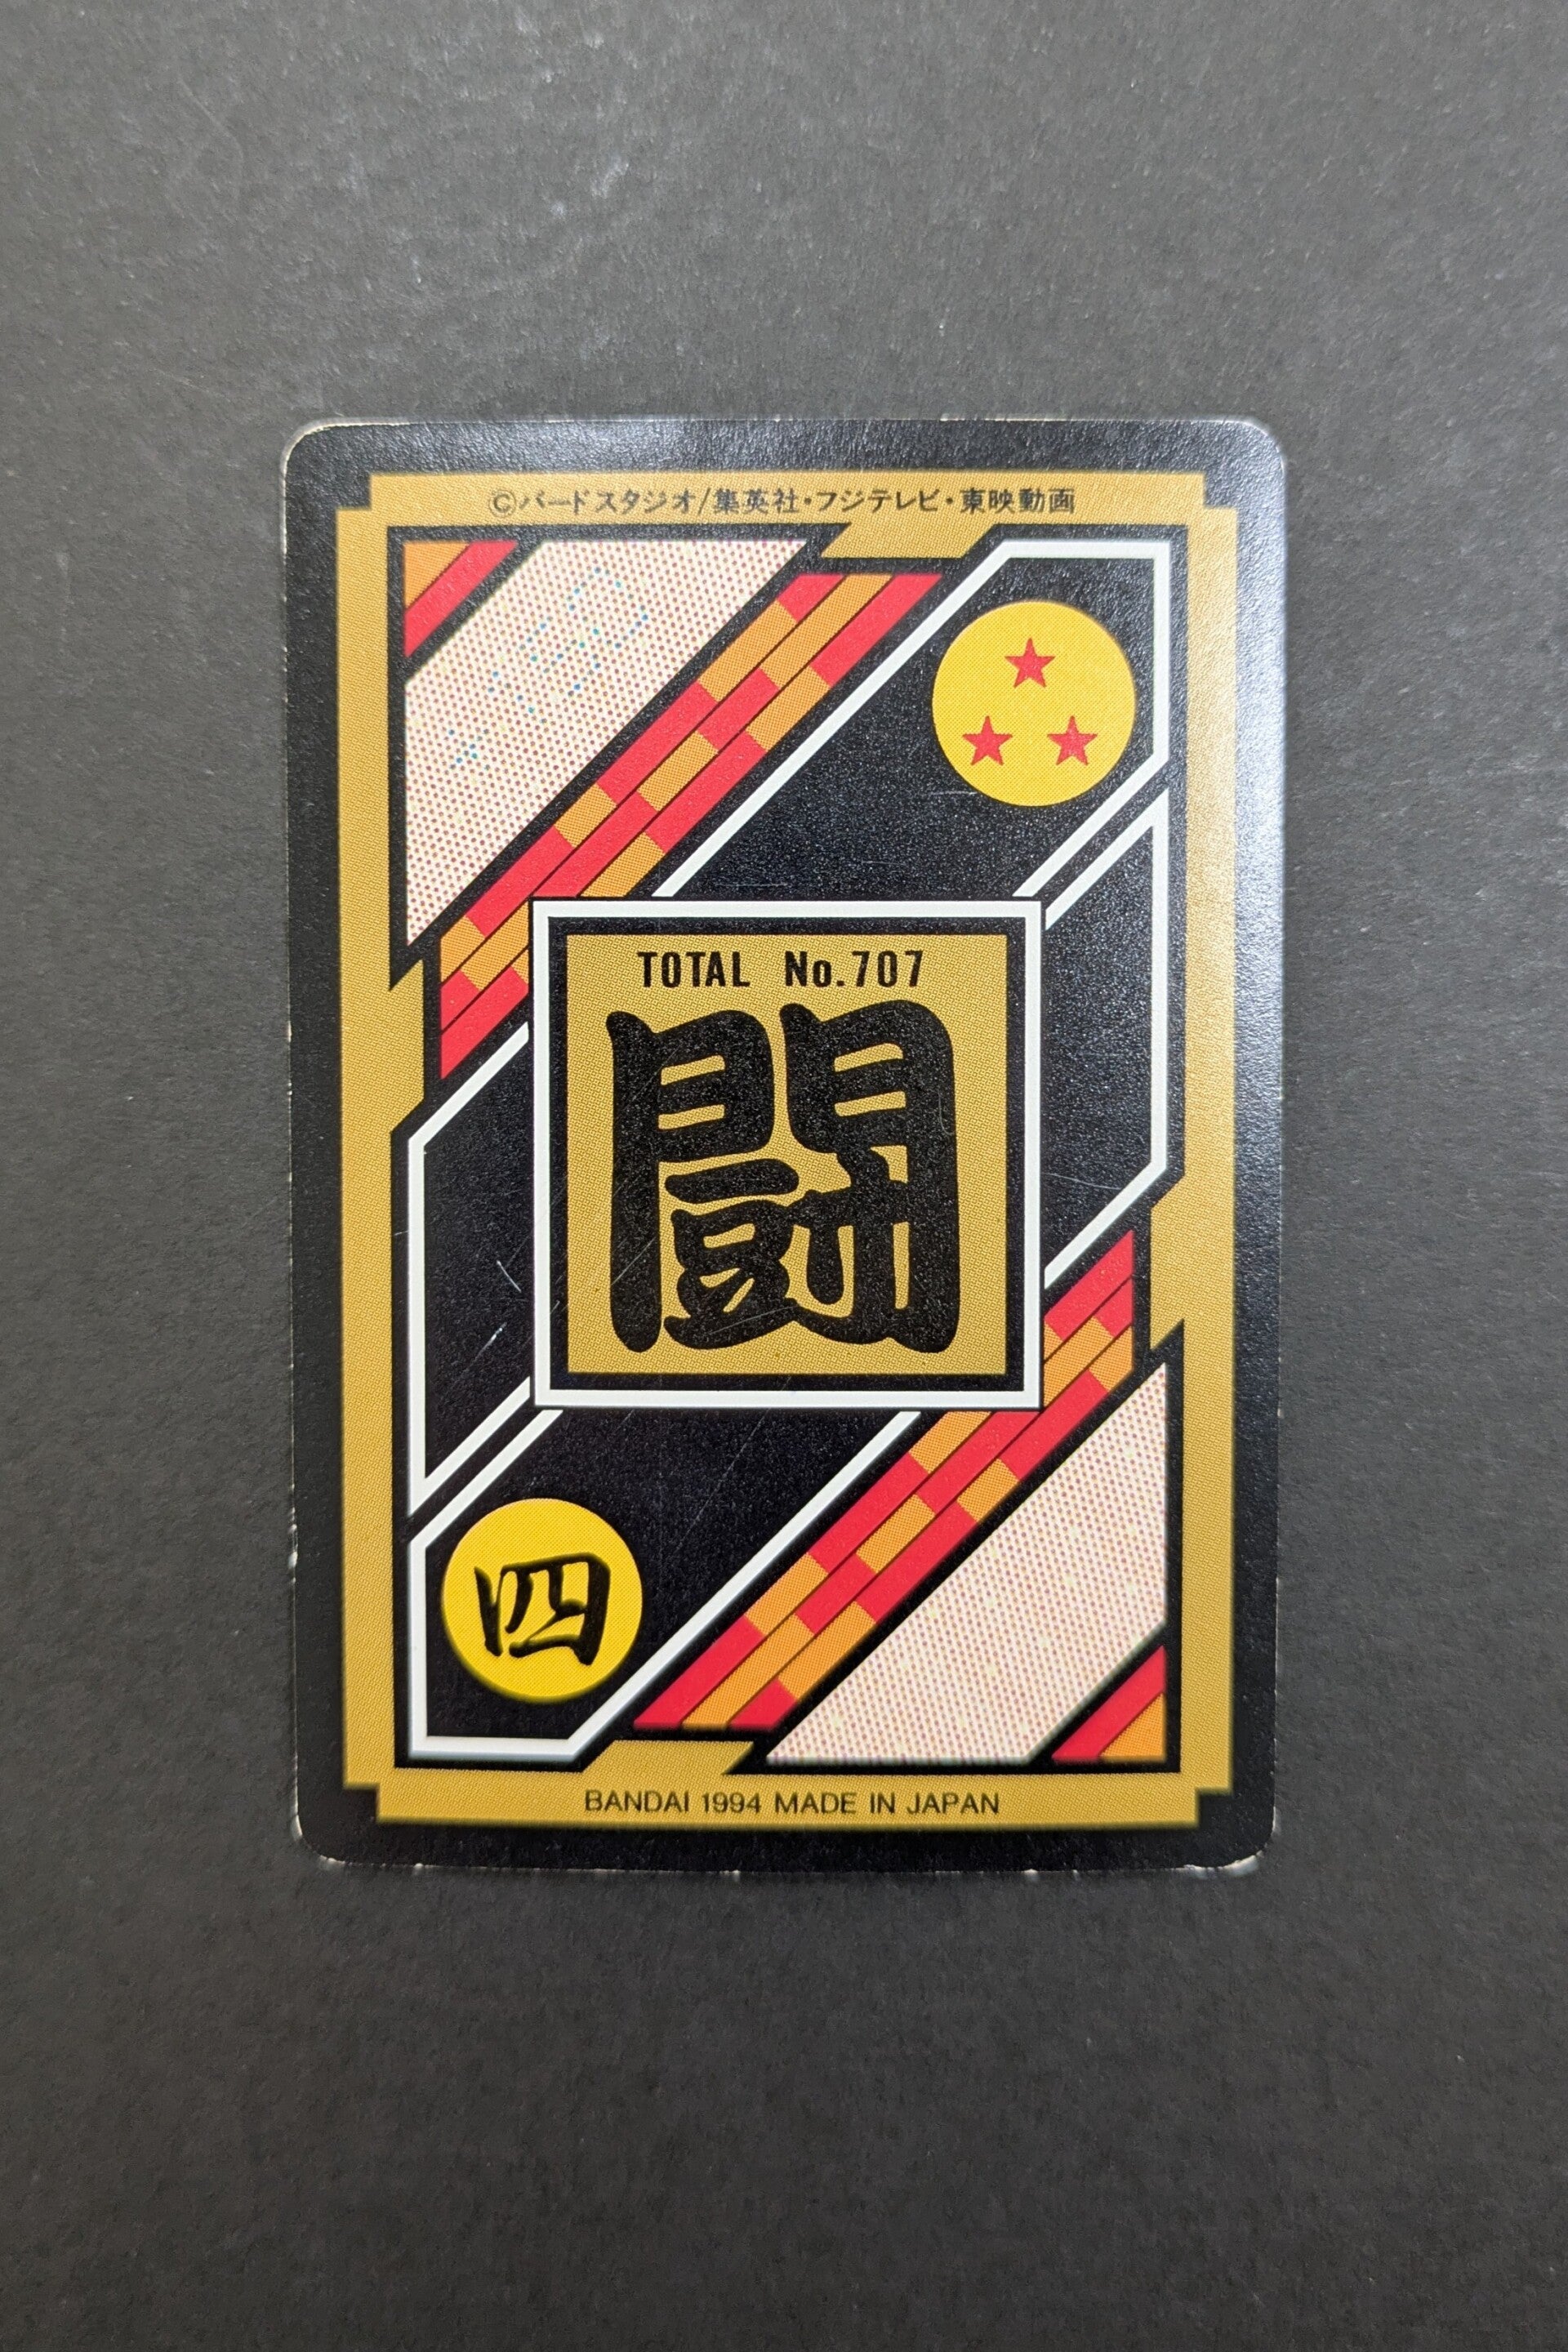 ©バードスタジオ/集英社・フジテレビ・東映動画
TOTAL No.707
闘
四
BANDAI 1994 MADE IN JAPAN